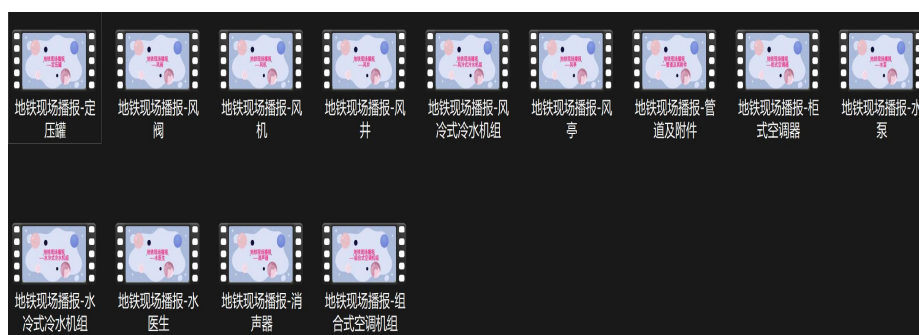 地铁现场播报-定
压罐
地铁现场播报-风
阀
地铁现场播报-风
机
地铁现场播报-风
井
地铁现场播报-风
冷式冷水机组
地铁现场播报-风
亭
地铁现场播报-管
道及附件
地铁现场播报-柜
式空调器
地铁现场播报-水
泵
地铁现场播报-水
冷式冷水机组
地铁现场播报-水
医生
地铁现场播报-消
声器
地铁现场播报-组
合式空调机组